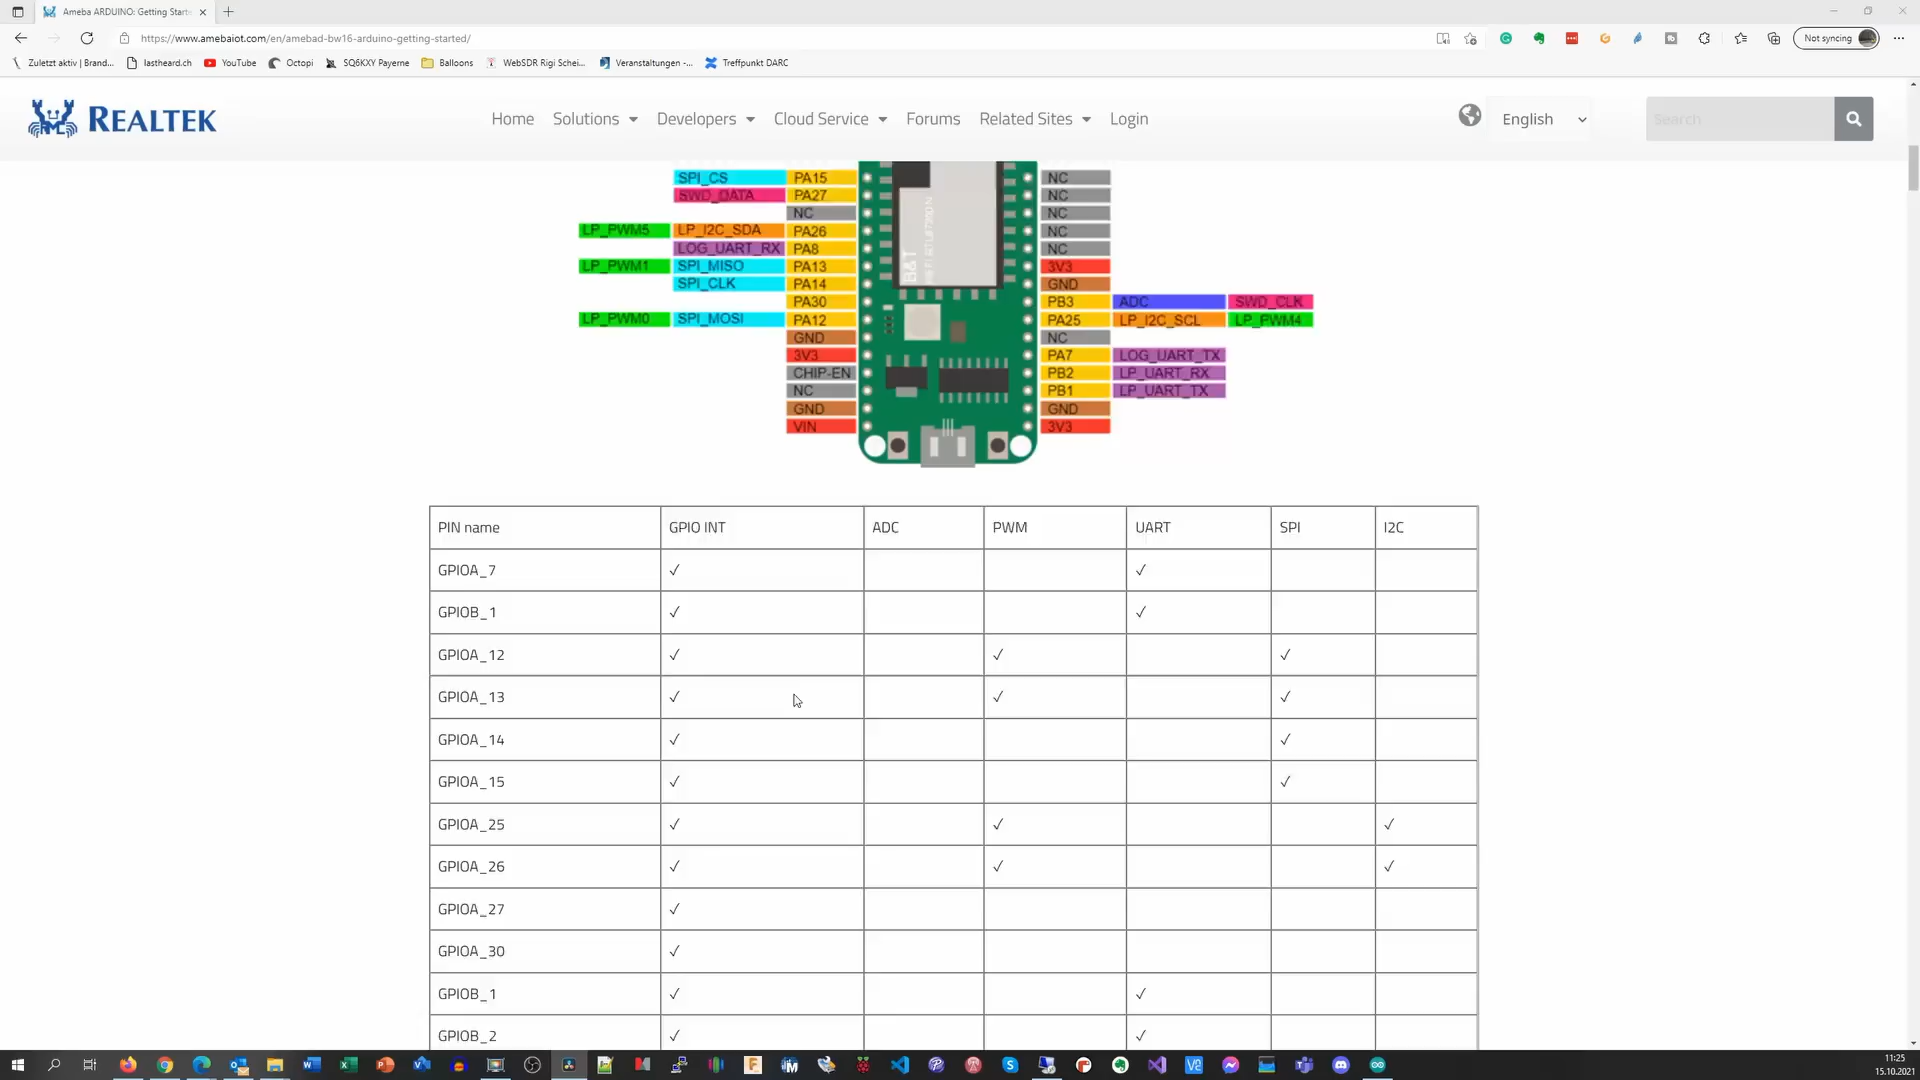 Ameba ARDUINO: Getting Start
https://www.amebaiot.com/en/amebad-bw16-arduino-getting-started/
Not syncing
Zuletzt aktiv | Brand...
lastheard.ch
YouTube
Octopi
SQ6KXY Payerne
Balloons
WebSDR Rigi Schei...
Veranstaltungen -...
Treffpunkt DARC
REALTEK
Home
Solutions
Developers
Cloud Service
Forums
Related Sites
Login
English
Search
SPI_CS PA15 NC
SWD_DATA PA27 NC
NC NC
LP_PWM5 LP_I2C_SDA PA26 NC
LOG_UART_RX PA8 NC
LP_PWM1 SPI_MISO PA13 3V3
SPI_CLK PA14 GND
PA30 PB3 ADC SWD_CLK
LP_PWM0 SPI_MOSI PA12 PA25 LP_I2C_SCL LP_PWM4
GND NC
3V3 PA7 LOG_UART_TX
CHIP-EN PB2 LP_UART_RX
NC PB1 LP_UART_TX
GND GND
VIN 3V3
B&T
PIN name GPIO INT ADC PWM UART SPI I2C
GPIOA_7 ✓ ✓
GPIOB_1 ✓ ✓
GPIOA_12 ✓ ✓ ✓
GPIOA_13 ✓ ✓ ✓
GPIOA_14 ✓ ✓
GPIOA_15 ✓ ✓
GPIOA_25 ✓ ✓ ✓
GPIOA_26 ✓ ✓ ✓
GPIOA_27 ✓
GPIOA_30 ✓
GPIOB_1 ✓ ✓
GPIOB_2 ✓ ✓
11:25
15.10.2021